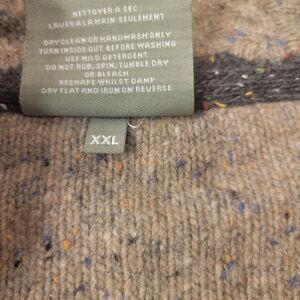 NETTOYER A SEC
LAVER A LA MAIN SEULEMENT
DRY CLEAN OR HANDWASH ONLY
TURN INSIDE OUT BEFORE WASHING
USE MILD DETERGENT.
DO NOT RUB, SPIN, TUMBLE DRY
OR BLEACH
RESHAPE WHILST DAMP
DRY FLAT AND IRON ON REVERSE
XXL